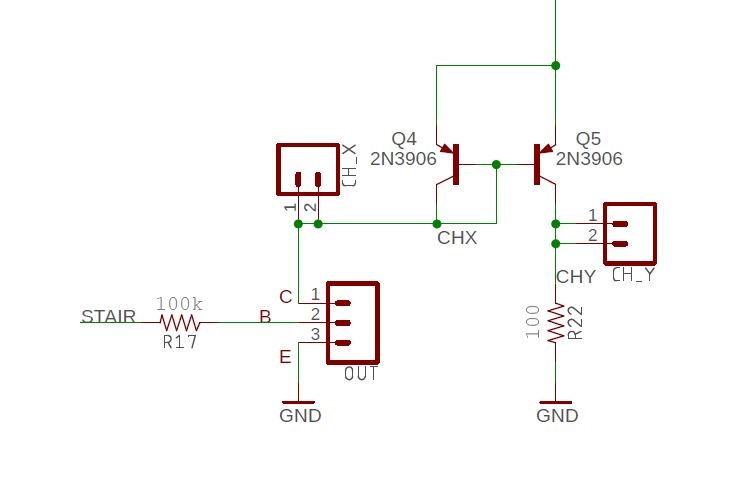 Q4
2N3906
Q5
2N3906
CH_X
1
2
CHX
1
2
CH_Y
CHY
C
1
STAIR
100k
R17
B
2
E
3
OUT
100
R22
GND
GND